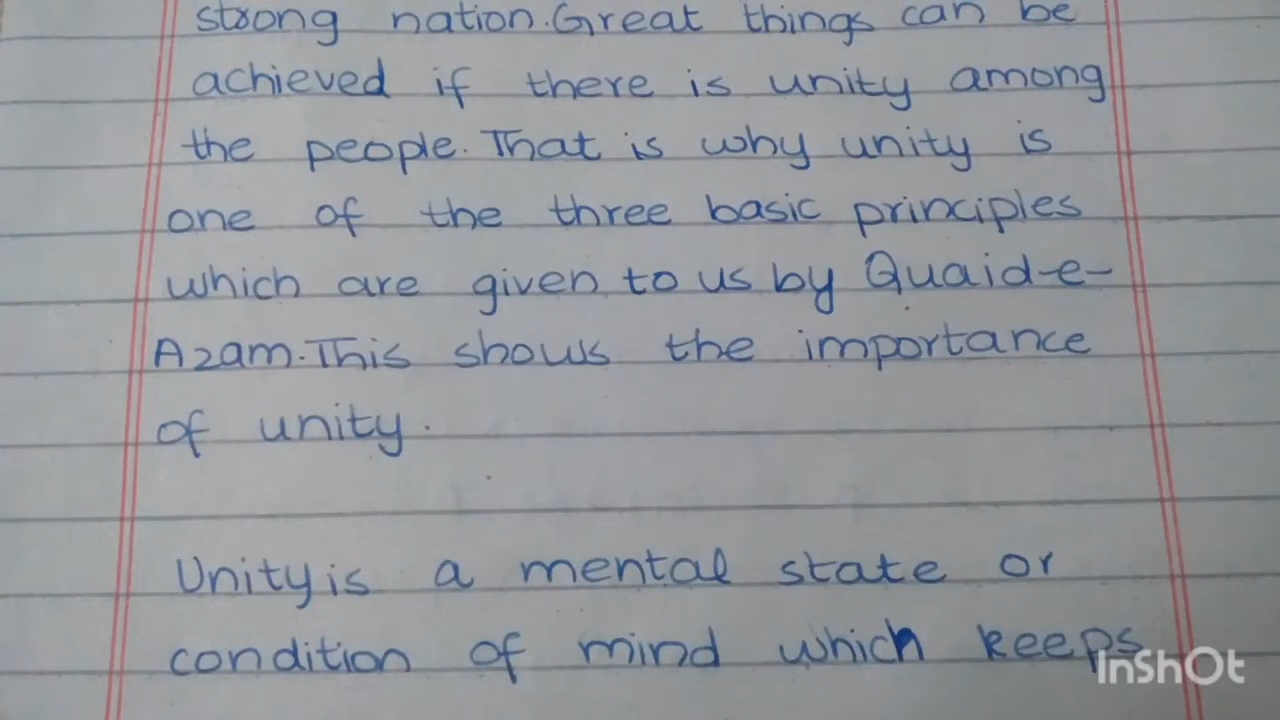 strong nation.Great things can be
achieved if there is unity among
the people. That is why unity is
one of the three basic principles
which are given to us by Quaid-e-
Azam.This shows the importance
of unity.
Unity is a mental state or
condition of mind which keeps
InShOt